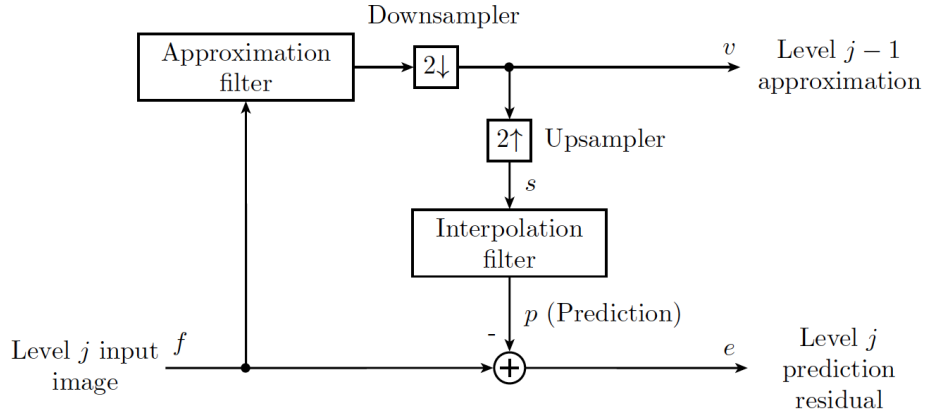 Downsampler
Approximation
filter
2↓
v
Level j − 1
approximation
2↑
Upsampler
s
Interpolation
filter
p (Prediction)
-
Level j input
image
f
+
e
Level j
prediction
residual